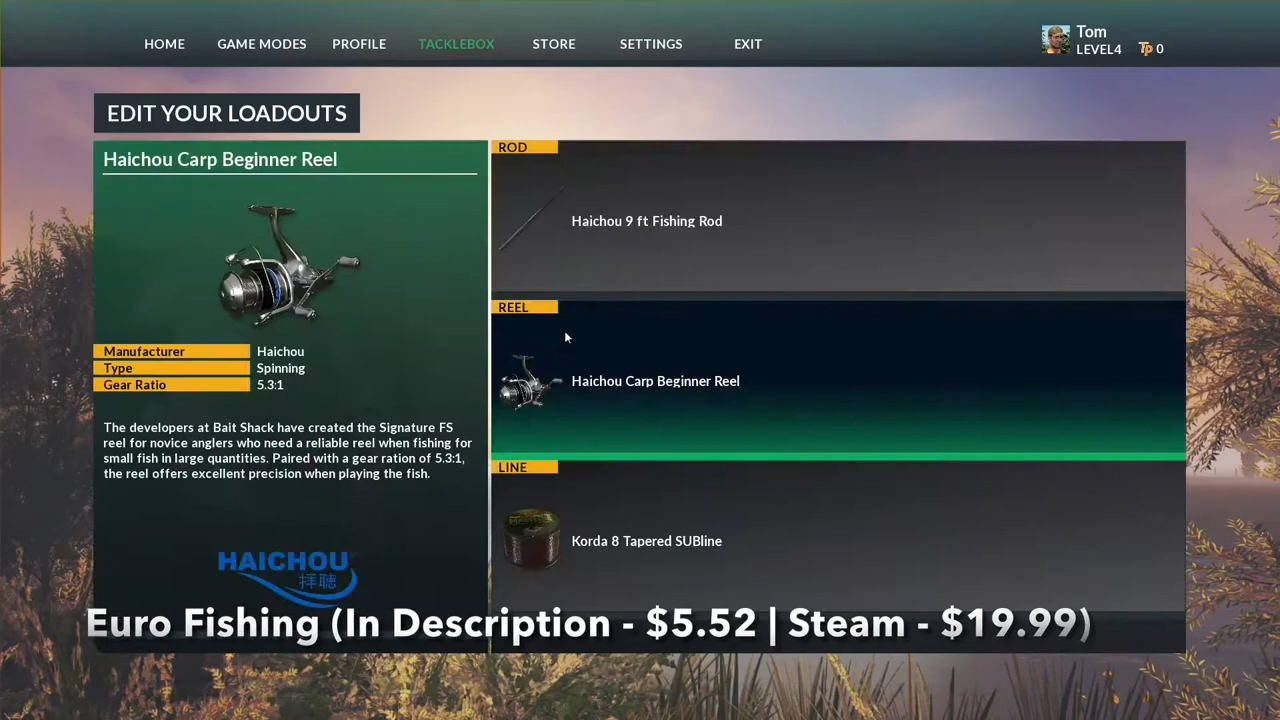 HOME GAME MODES PROFILE TACKLEBOX STORE SETTINGS EXIT
Tom
LEVEL4 Tp 0
EDIT YOUR LOADOUTS
Haichou Carp Beginner Reel
Manufacturer Haichou
Type Spinning
Gear Ratio 5.3:1
The developers at Bait Shack have created the Signature FS
reel for novice anglers who need a reliable reel when fishing for
small fish in large quantities. Paired with a gear ration of 5.3:1,
the reel offers excellent precision when playing the fish.
HAICHOU
拝聴
ROD
Haichou 9 ft Fishing Rod
REEL
Haichou Carp Beginner Reel
LINE
Korda 8 Tapered SUBline
Euro Fishing (In Description - $5.52 | Steam - $19.99)